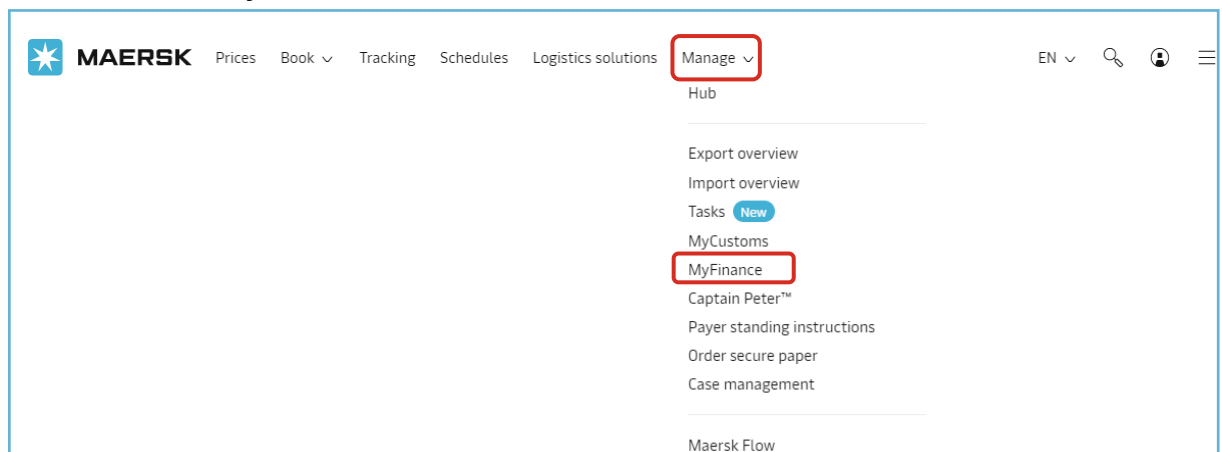 MAERSK Prices Book Tracking Schedules Logistics solutions Manage EN
Hub
Export overview
Import overview
Tasks New
MyCustoms
MyFinance
Captain Peter™
Payer standing instructions
Order secure paper
Case management
Maersk Flow